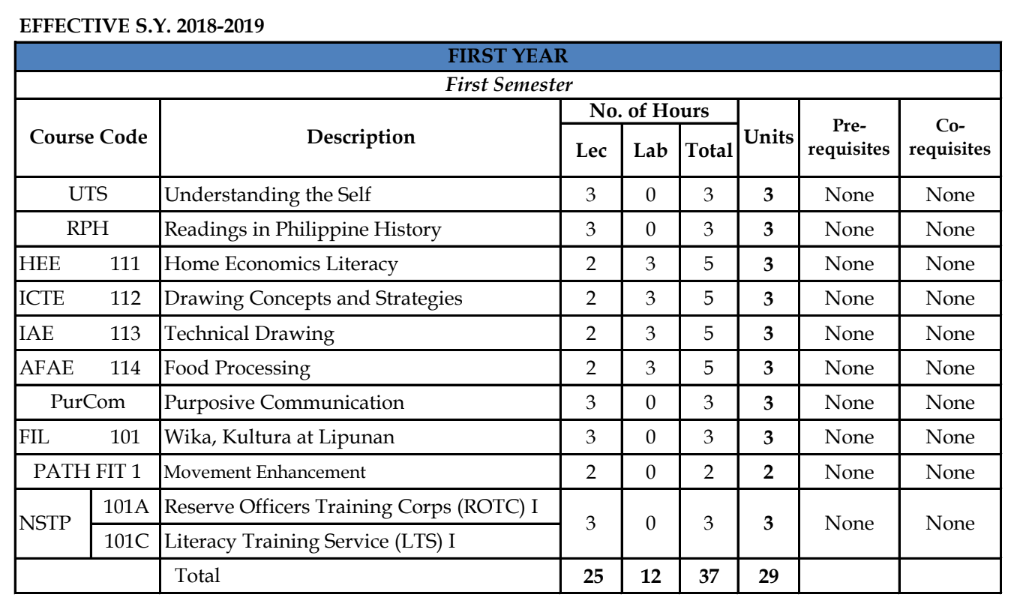 EFFECTIVE S.Y. 2018-2019
FIRST YEAR
First Semester
Course Code Description No. of Hours Units Pre-requisites Co-requisites
Lec Lab Total
UTS Understanding the Self 3 0 3 3 None None
RPH Readings in Philippine History 3 0 3 3 None None
HEE 111 Home Economics Literacy 2 3 5 3 None None
ICTE 112 Drawing Concepts and Strategies 2 3 5 3 None None
IAE 113 Technical Drawing 2 3 5 3 None None
AFAE 114 Food Processing 2 3 5 3 None None
PurCom Purposive Communication 3 0 3 3 None None
FIL 101 Wika, Kultura at Lipunan 3 0 3 3 None None
PATH FIT 1 Movement Enhancement 2 0 2 2 None None
NSTP 101A Reserve Officers Training Corps (ROTC) I 3 0 3 3 None None
101C Literacy Training Service (LTS) I
Total 25 12 37 29